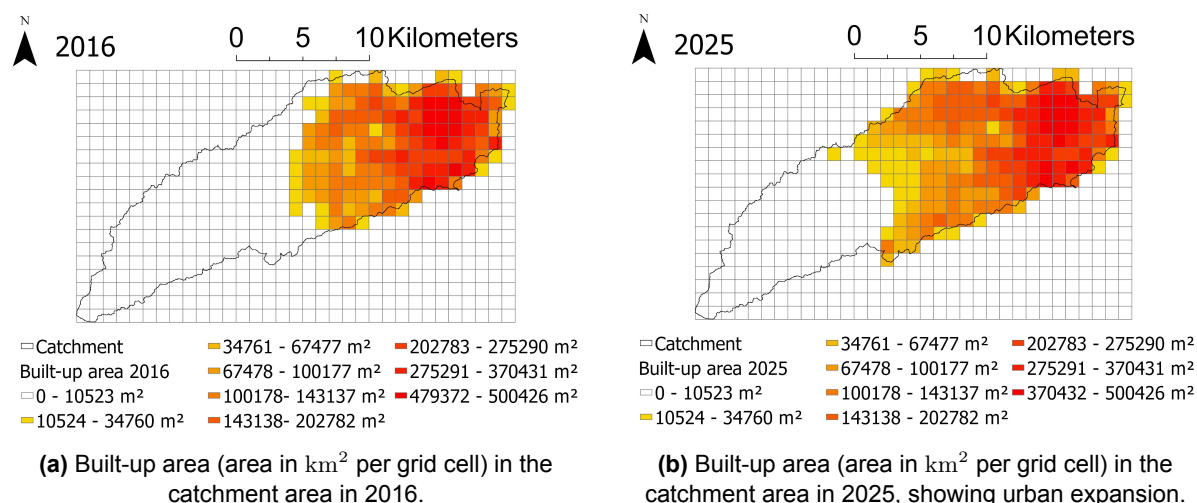 N
2016
0 5 10 Kilometers
Catchment
Built-up area 2016
0 - 10523 m²
10524 - 34760 m²
34761 - 67477 m²
67478 - 100177 m²
100178- 143137 m²
143138- 202782 m²
202783 - 275290 m²
275291 - 370431 m²
479372 - 500426 m²
(a) Built-up area (area in km² per grid cell) in the
catchment area in 2016.
N
2025
0 5 10 Kilometers
Catchment
Built-up area 2025
0 - 10523 m²
10524 - 34760 m²
34761 - 67477 m²
67478 - 100177 m²
100178 - 143137 m²
143138 - 202782 m²
202783 - 275290 m²
275291 - 370431 m²
370432 - 500426 m²
(b) Built-up area (area in km² per grid cell) in the
catchment area in 2025, showing urban expansion.